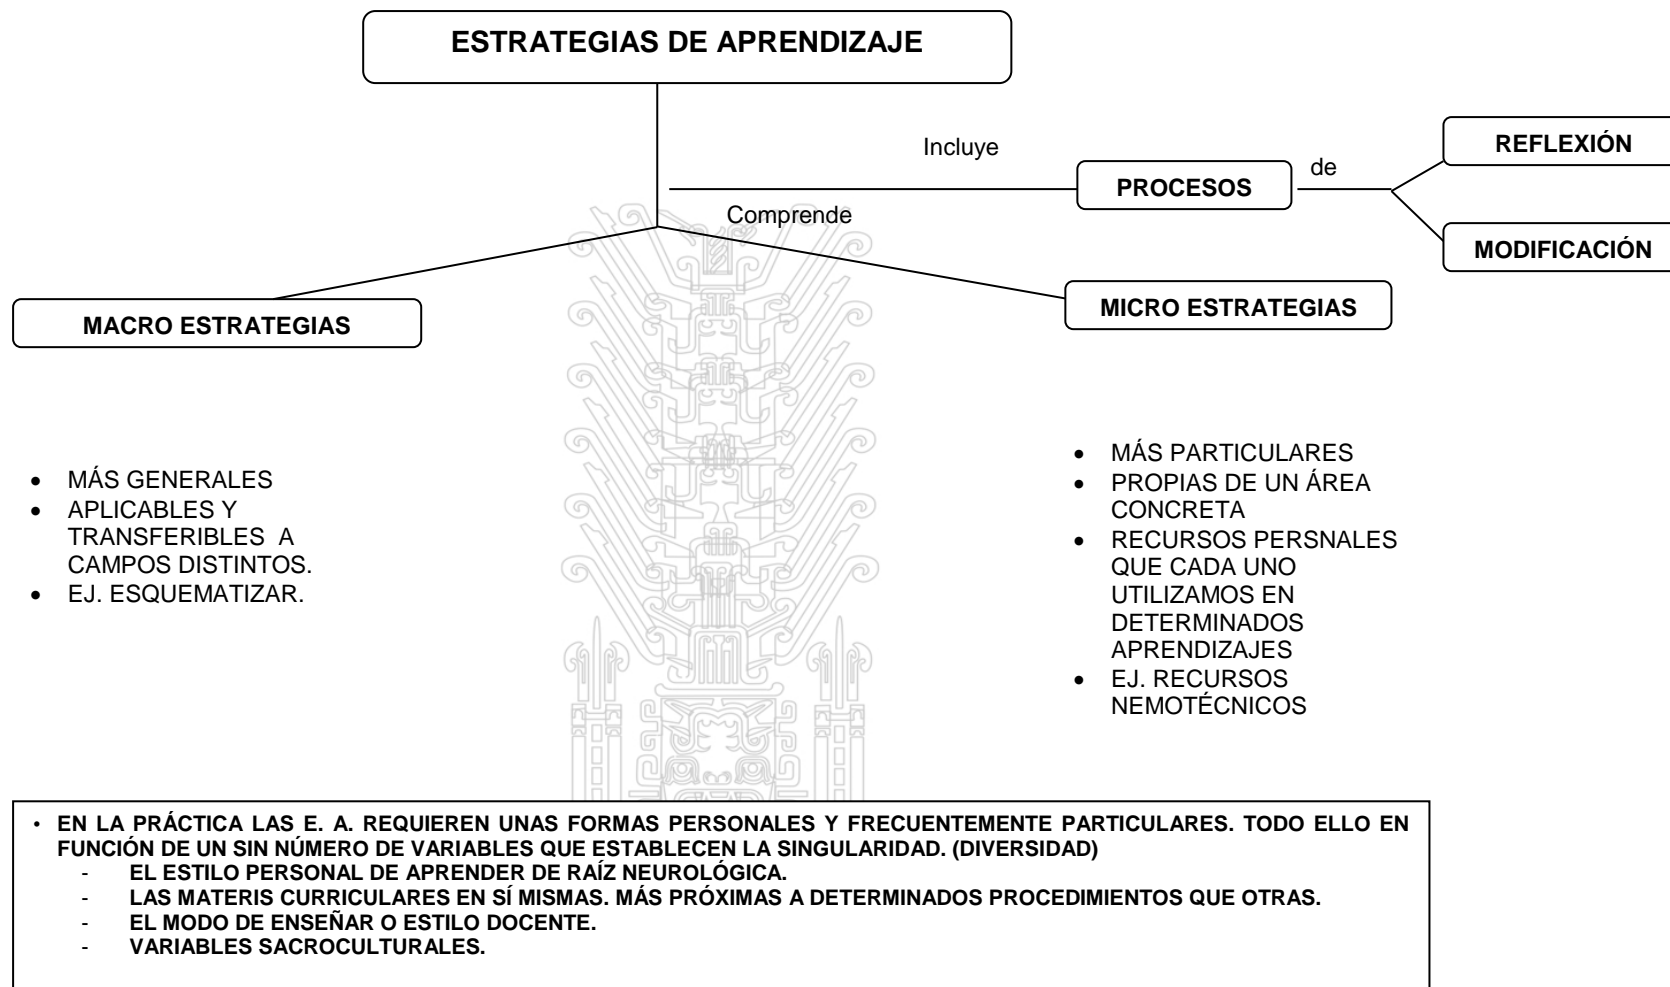 ESTRATEGIAS DE APRENDIZAJE
Incluye
PROCESOS
de
REFLEXIÓN
MODIFICACIÓN
Comprende
MACRO ESTRATEGIAS
MICRO ESTRATEGIAS
• MÁS GENERALES
• APLICABLES Y
TRANSFERIBLES A
CAMPOS DISTINTOS.
• EJ. ESQUEMATIZAR.
• MÁS PARTICULARES
• PROPIAS DE UN ÁREA
CONCRETA
• RECURSOS PERSNALES
QUE CADA UNO
UTILIZAMOS EN
DETERMINADOS
APRENDIZAJES
• EJ. RECURSOS
NEMOTÉCNICOS
• EN LA PRÁCTICA LAS E. A. REQUIEREN UNAS FORMAS PERSONALES Y FRECUENTEMENTE PARTICULARES. TODO ELLO EN
FUNCIÓN DE UN SIN NÚMERO DE VARIABLES QUE ESTABLECEN LA SINGULARIDAD. (DIVERSIDAD)
- EL ESTILO PERSONAL DE APRENDER DE RAÍZ NEUROLÓGICA.
- LAS MATERIS CURRICULARES EN SÍ MISMAS. MÁS PRÓXIMAS A DETERMINADOS PROCEDIMIENTOS QUE OTRAS.
- EL MODO DE ENSEÑAR O ESTILO DOCENTE.
- VARIABLES SACROCULTURALES.